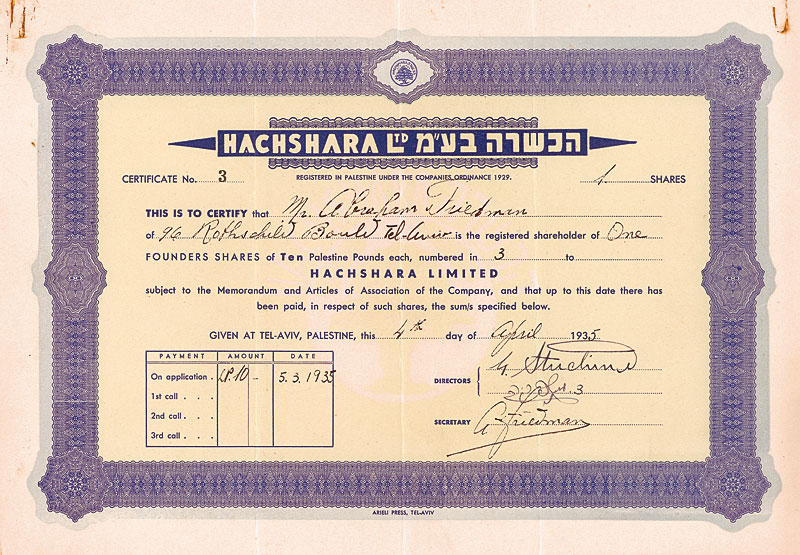 HACHSHARA LTD הכשרה בע"מ
CERTIFICATE No. 3
REGISTERED IN PALESTINE UNDER THE COMPANIES ORDINANCE 1929.
1 SHARES
THIS IS TO CERTIFY that Mr. Abraham Friedman
of 96 Rothschild Bould Tel-Aviv is the registered shareholder of One
FOUNDERS SHARES of Ten Palestine Pounds each, numbered in 3 to
HACHSHARA LIMITED
subject to the Memorandum and Articles of Association of the Company, and that up to this date there has
been paid, in respect of such shares, the sum/s specified below.
GIVEN AT TEL-AVIV, PALESTINE, this 4th day of April 1935
PAYMENT AMOUNT DATE
On application . LP.10 - 5.3.1935
1st call . . .
2nd call . . .
3rd call . . .
DIRECTORS
SECRETARY A. Friedman
ARIELI PRESS, TEL-AVIV